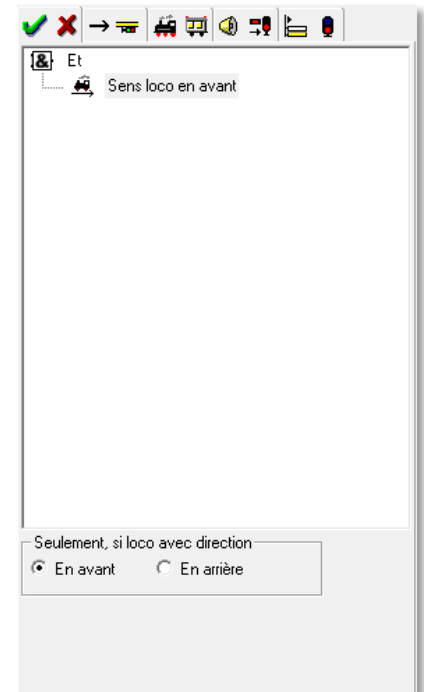 & Et
Sens loco en avant
Seulement, si loco avec direction
En avant En arrière